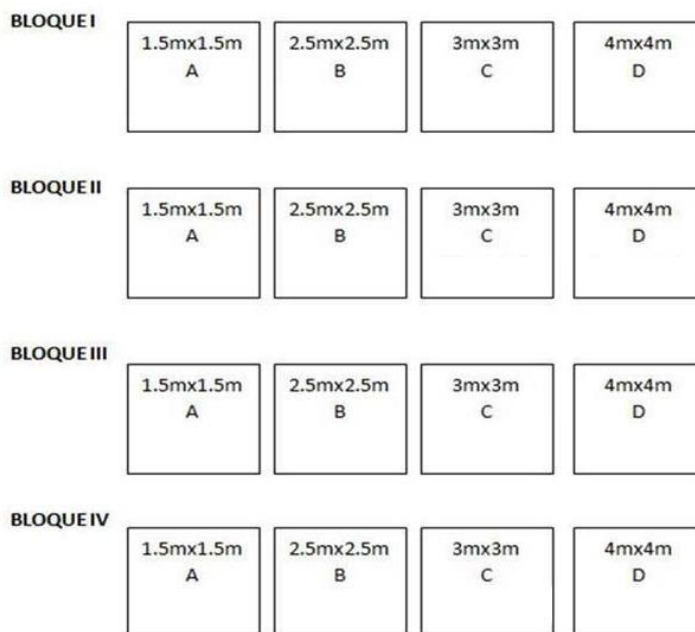 BLOQUE I
1.5mx1.5m 2.5mx2.5m 3mx3m 4mx4m
A B C D
BLOQUE II
1.5mx1.5m 2.5mx2.5m 3mx3m 4mx4m
A B C D
BLOQUE III
1.5mx1.5m 2.5mx2.5m 3mx3m 4mx4m
A B C D
BLOQUE IV
1.5mx1.5m 2.5mx2.5m 3mx3m 4mx4m
A B C D